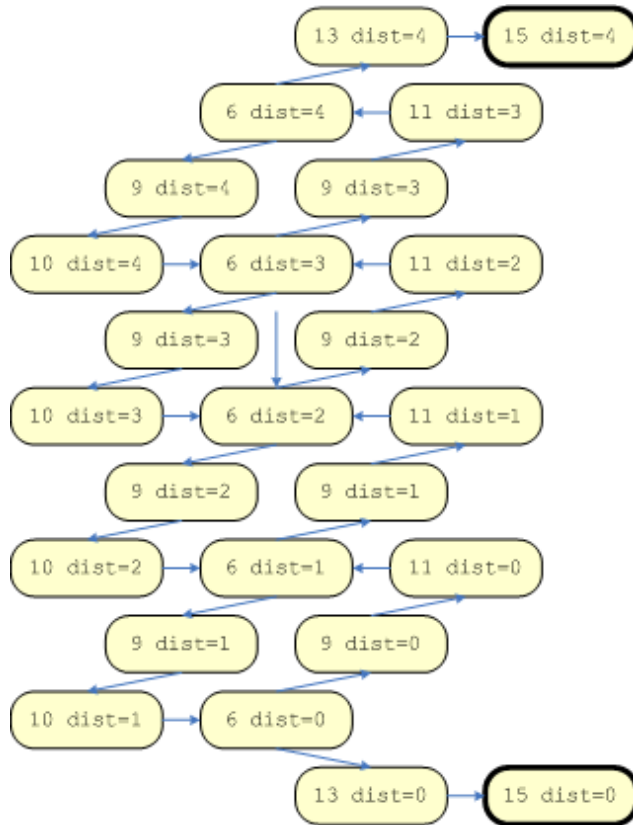 13 dist=4
15 dist=4
6 dist=4
11 dist=3
9 dist=4
9 dist=3
10 dist=4
6 dist=3
11 dist=2
9 dist=3
9 dist=2
10 dist=3
6 dist=2
11 dist=1
9 dist=2
9 dist=1
10 dist=2
6 dist=1
11 dist=0
9 dist=1
9 dist=0
10 dist=1
6 dist=0
13 dist=0
15 dist=0